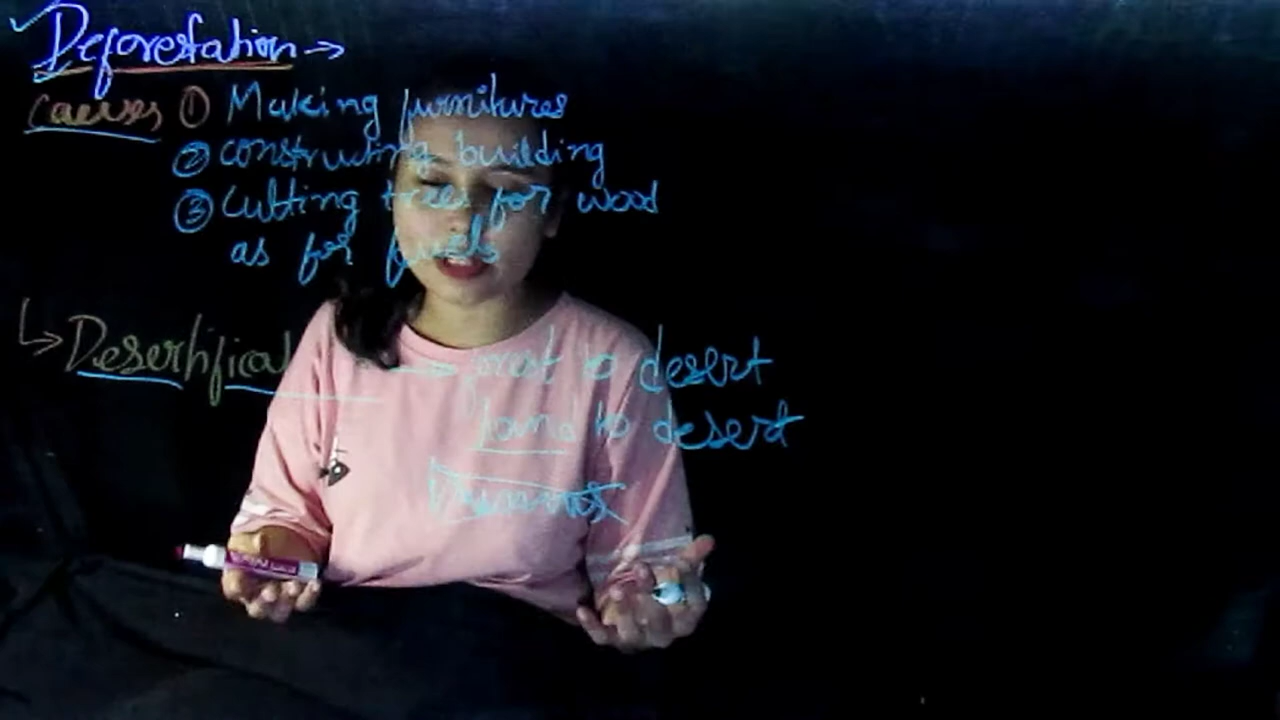 Deforestation →
Causes ① Making furnitures
② constructing building
③ Cutting trees for wood
as for fuels
↳ Desertificat → forest to desert
land to desert